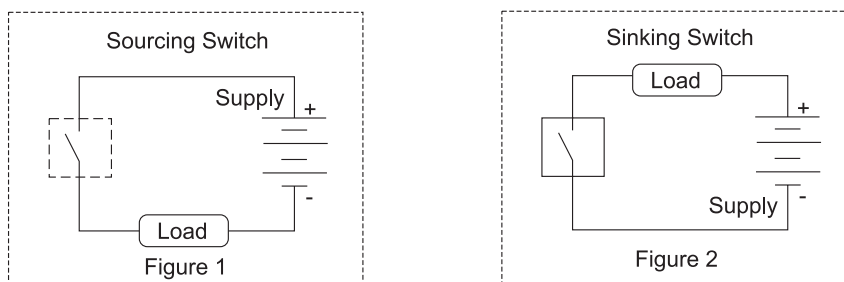 Sourcing Switch
Supply
+
-
Load
Figure 1
Sinking Switch
Load
+
-
Supply
Figure 2